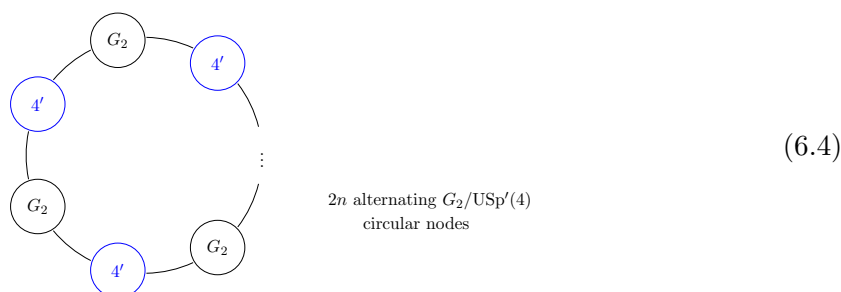 G₂
4′
4′
⋮
G₂
4′
G₂
2n alternating G₂/USp′(4)
circular nodes
(6.4)